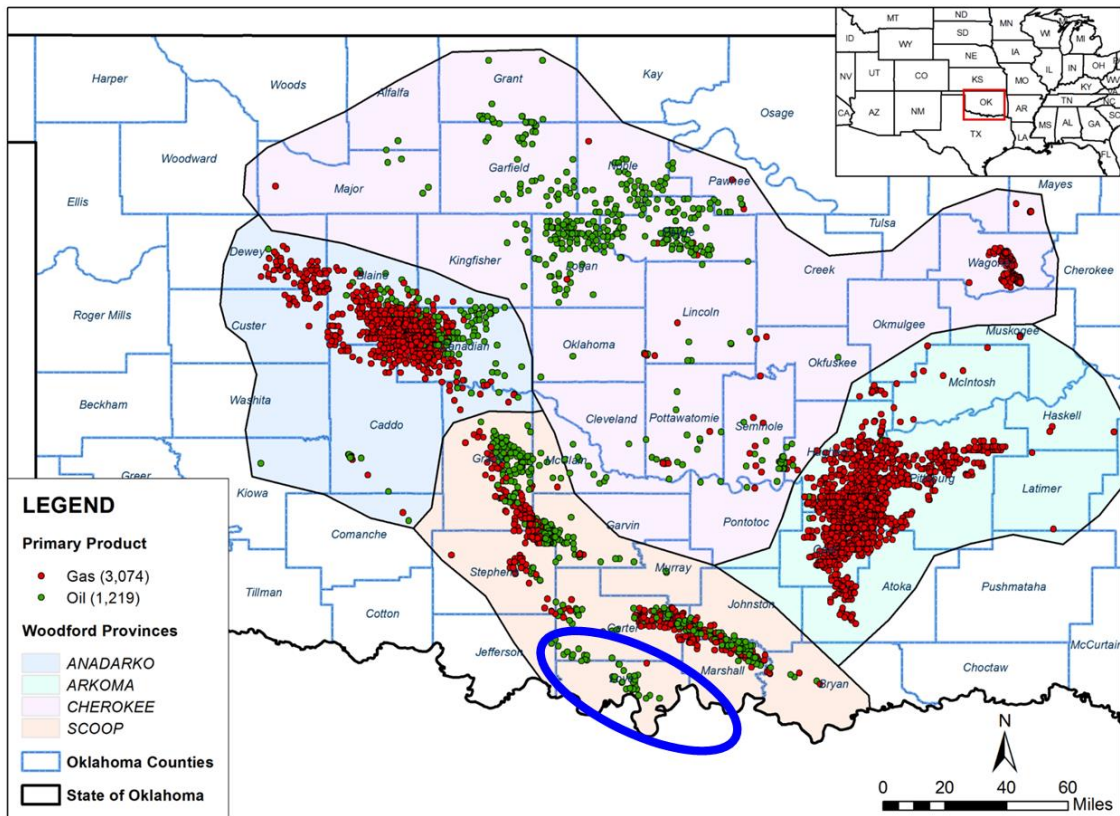 MT
ND
MN
ID
SD
WI
MI
WY
NE
IA
NV
UT
CO
IL
IN
OH
KS
MO
KY
CA
AZ
NM
OK
AR
TN
TX
MS
AL
GA
SC
LA
FL
Harper
Woods
Alfalfa
Grant
Kay
Osage
Woodward
Major
Garfield
Noble
Pawnee
Mayes
Ellis
Tulsa
Dewey
Blaine
Kingfisher
Logan
Creek
Cherokee
Roger Mills
Custer
Lincoln
Okmulgee
Muskogee
Oklahoma
Okfuskee
McIntosh
Beckham
Washita
Caddo
Cleveland
Pottawatomie
Seminole
Haskell
Greer
Grady
McClain
Pittsburg
Latimer
Kiowa
Comanche
Garvin
Pontotoc
Stephens
Murray
Atoka
Pushmataha
Tillman
Cotton
Johnston
Carter
Jefferson
Marshall
Bryan
Choctaw
McCurtain
LEGEND
Primary Product
Gas (3,074)
Oil (1,219)
Woodford Provinces
ANADARKO
ARKOMA
CHEROKEE
SCOOP
Oklahoma Counties
State of Oklahoma
N
0 10 20 40 60
Miles